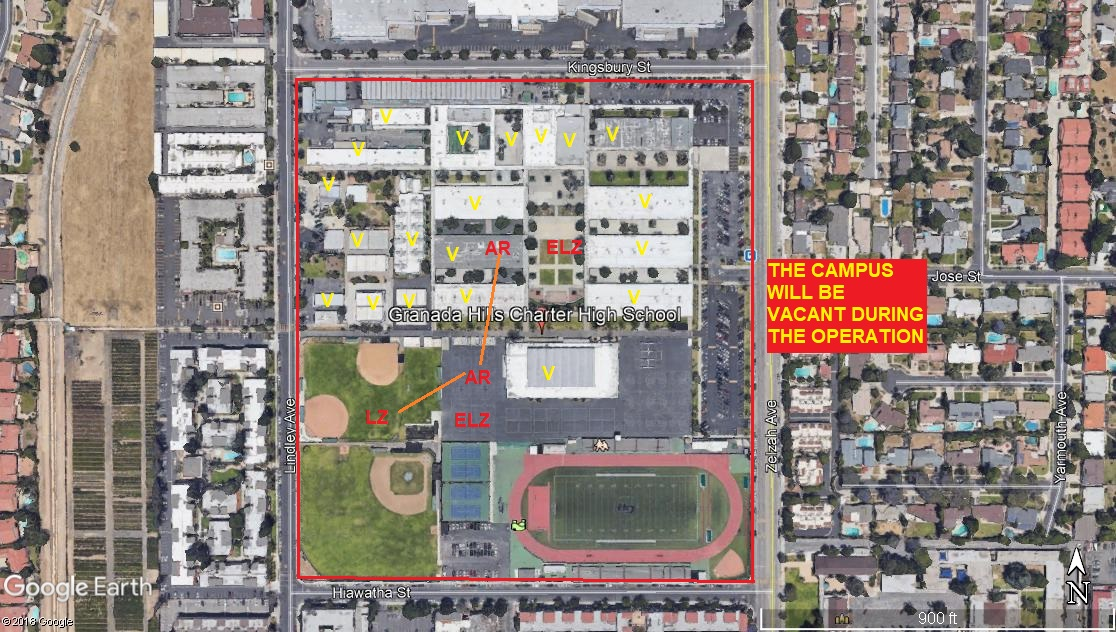 Kingsbury St
V
V V V V V
V
V
V V
V V
AR ELZ V
V
THE CAMPUS
WILL BE
VACANT DURING
THE OPERATION
Jose St
V V V V V
Granada Hills Charter High School
V
AR
LZ ELZ
Lindley Ave
Zelzah Ave
Yarmouth Ave
Google Earth
Hiawatha St
N
900 ft
© 2018 Google